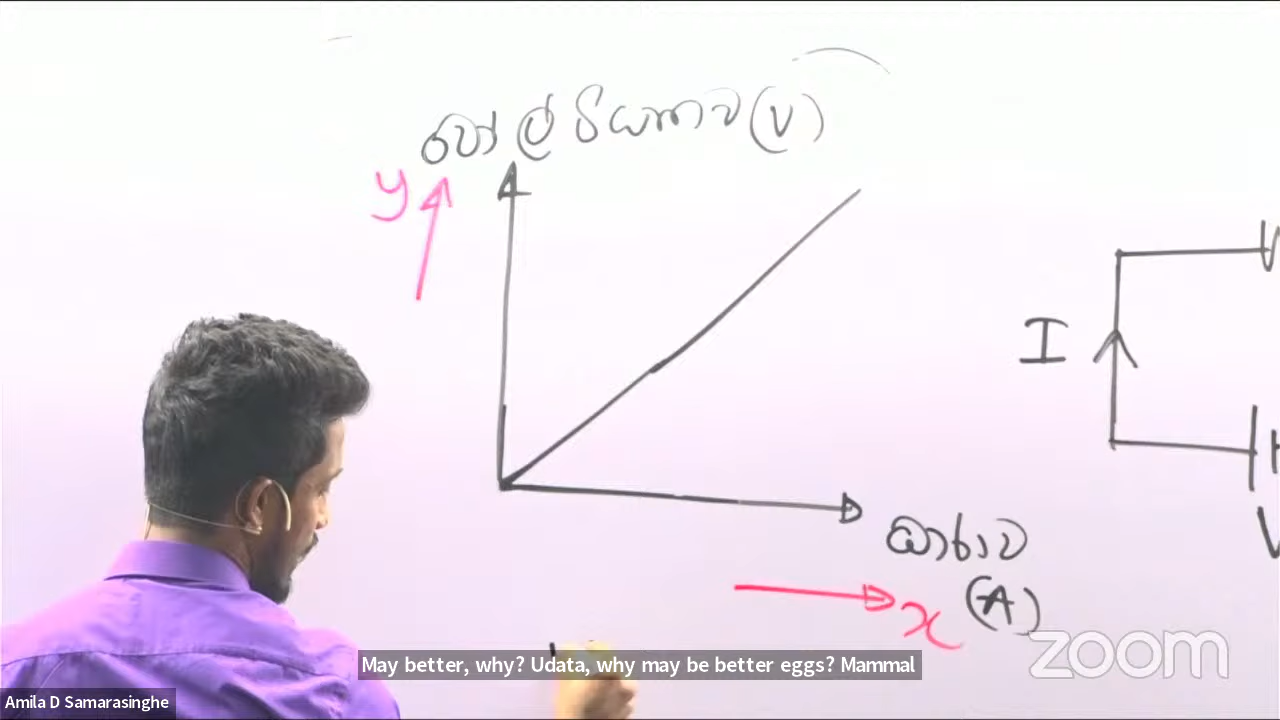 වෝල්ටීයතාව (V)
y
I
ධාරාව
(A)
x
V
zoom
May better, why? Udata, why may be better eggs? Mammal
Amila D Samarasinghe